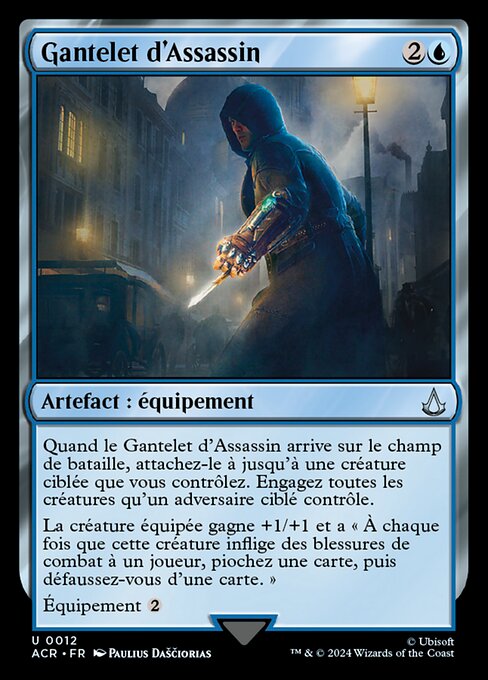 Gantelet d'Assassin 2
Artefact : équipement
Quand le Gantelet d'Assassin arrive sur le champ
de bataille, attachez-le à jusqu'à une créature
ciblée que vous contrôlez. Engagez toutes les
créatures qu'un adversaire ciblé contrôle.
La créature équipée gagne +1/+1 et a « À chaque
fois que cette créature inflige des blessures de
combat à un joueur, piochez une carte, puis
défaussez-vous d'une carte. »
Équipement 2
U 0012
ACR • FR Paulius Daščioras
© Ubisoft
™ & © 2024 Wizards of the Coast